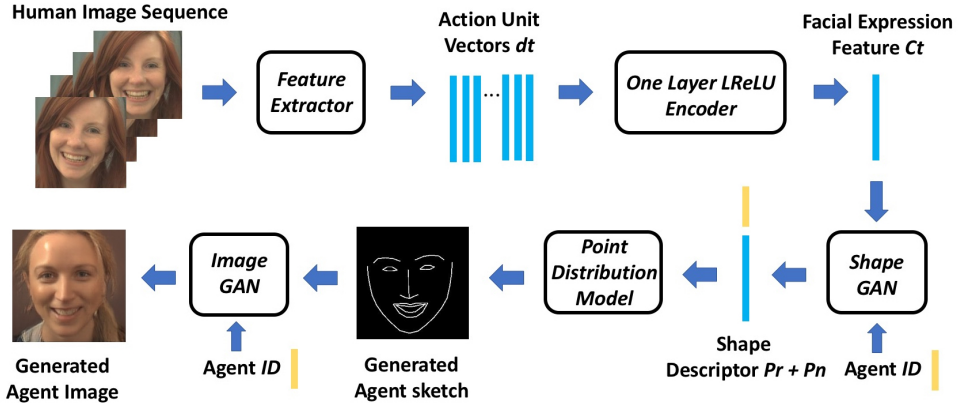 Human Image Sequence
Feature
Extractor
Action Unit
Vectors dt
...
One Layer LReLU
Encoder
Facial Expression
Feature Ct
Shape
GAN
Agent ID
Shape
Descriptor Pr + Pn
Point
Distribution
Model
Generated
Agent sketch
Image
GAN
Agent ID
Generated
Agent Image